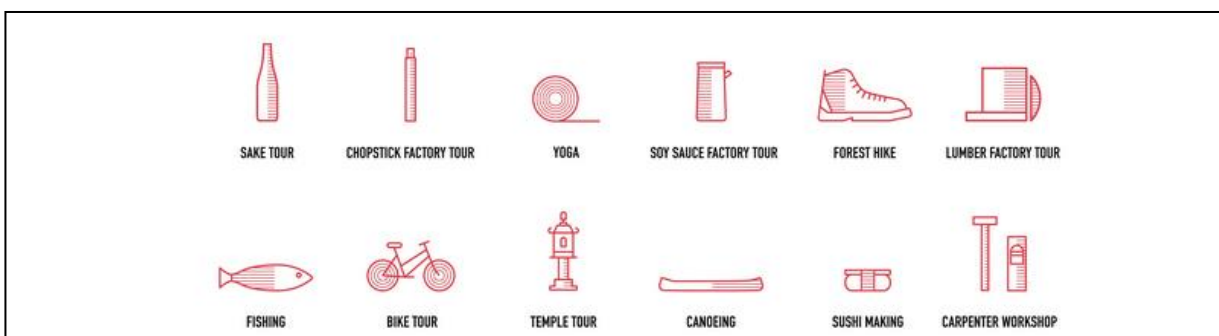 SAKE TOUR
CHOPSTICK FACTORY TOUR
YOGA
SOY SAUCE FACTORY TOUR
FOREST HIKE
LUMBER FACTORY TOUR
FISHING
BIKE TOUR
TEMPLE TOUR
CANOEING
SUSHI MAKING
CARPENTER WORKSHOP